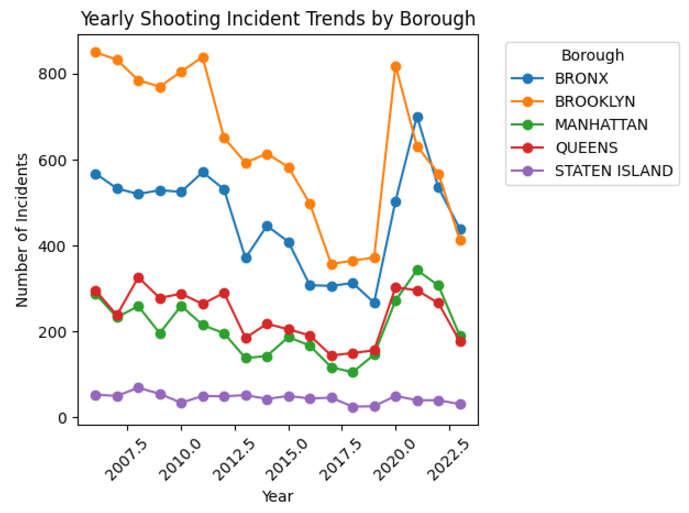 Yearly Shooting Incident Trends by Borough
Number of Incidents
800
600
400
200
0
2007.5
2010.0
2012.5
2015.0
2017.5
2020.0
2022.5
Year
Borough
BRONX
BROOKLYN
MANHATTAN
QUEENS
STATEN ISLAND